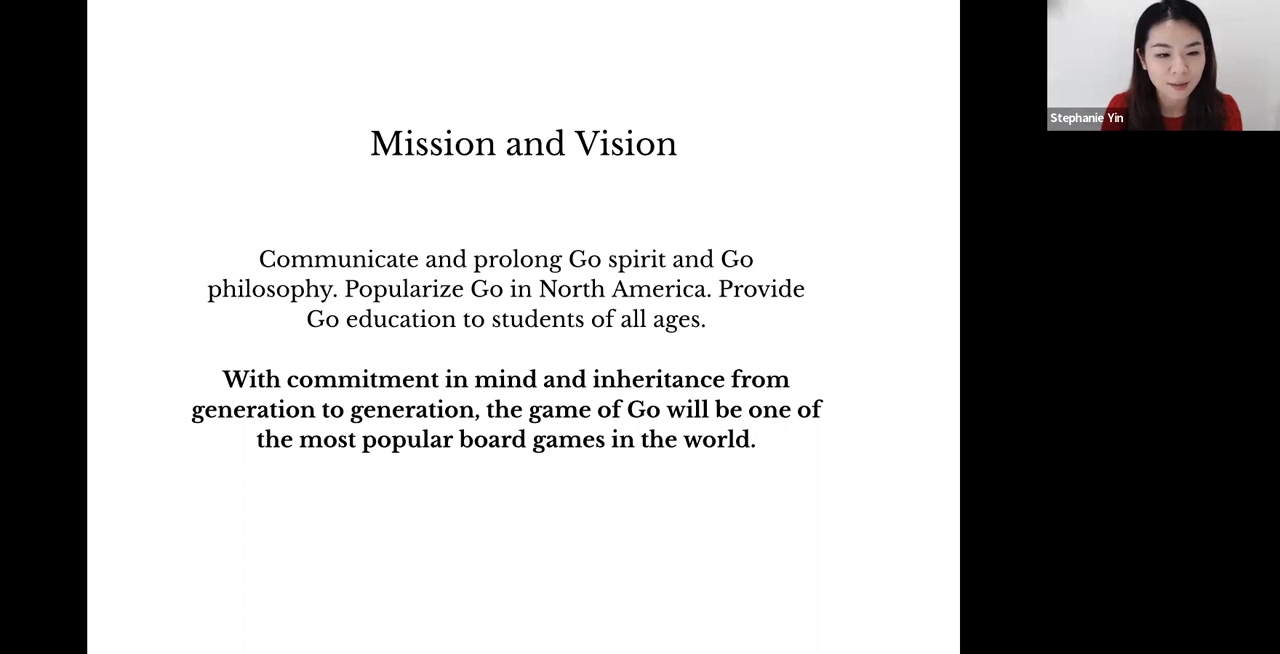 Mission and Vision
Communicate and prolong Go spirit and Go
philosophy. Popularize Go in North America. Provide
Go education to students of all ages.
With commitment in mind and inheritance from
generation to generation, the game of Go will be one of
the most popular board games in the world.
Stephanie Yin